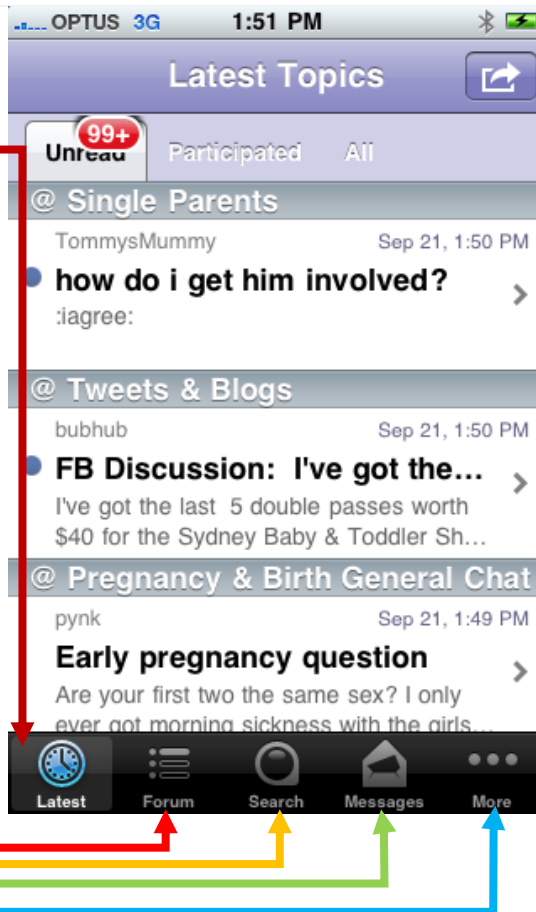 OPTUS 3G 1:51 PM
Latest Topics
99+
Unread Participated All
@ Single Parents
TommysMummy Sep 21, 1:50 PM
how do i get him involved?
:iagree:
@ Tweets & Blogs
bubhub Sep 21, 1:50 PM
FB Discussion: I've got the...
I've got the last 5 double passes worth
$40 for the Sydney Baby & Toddler Sh...
@ Pregnancy & Birth General Chat
pynk Sep 21, 1:49 PM
Early pregnancy question
Are your first two the same sex? I only
ever got morning sickness with the girls...
Latest Forum Search Messages More